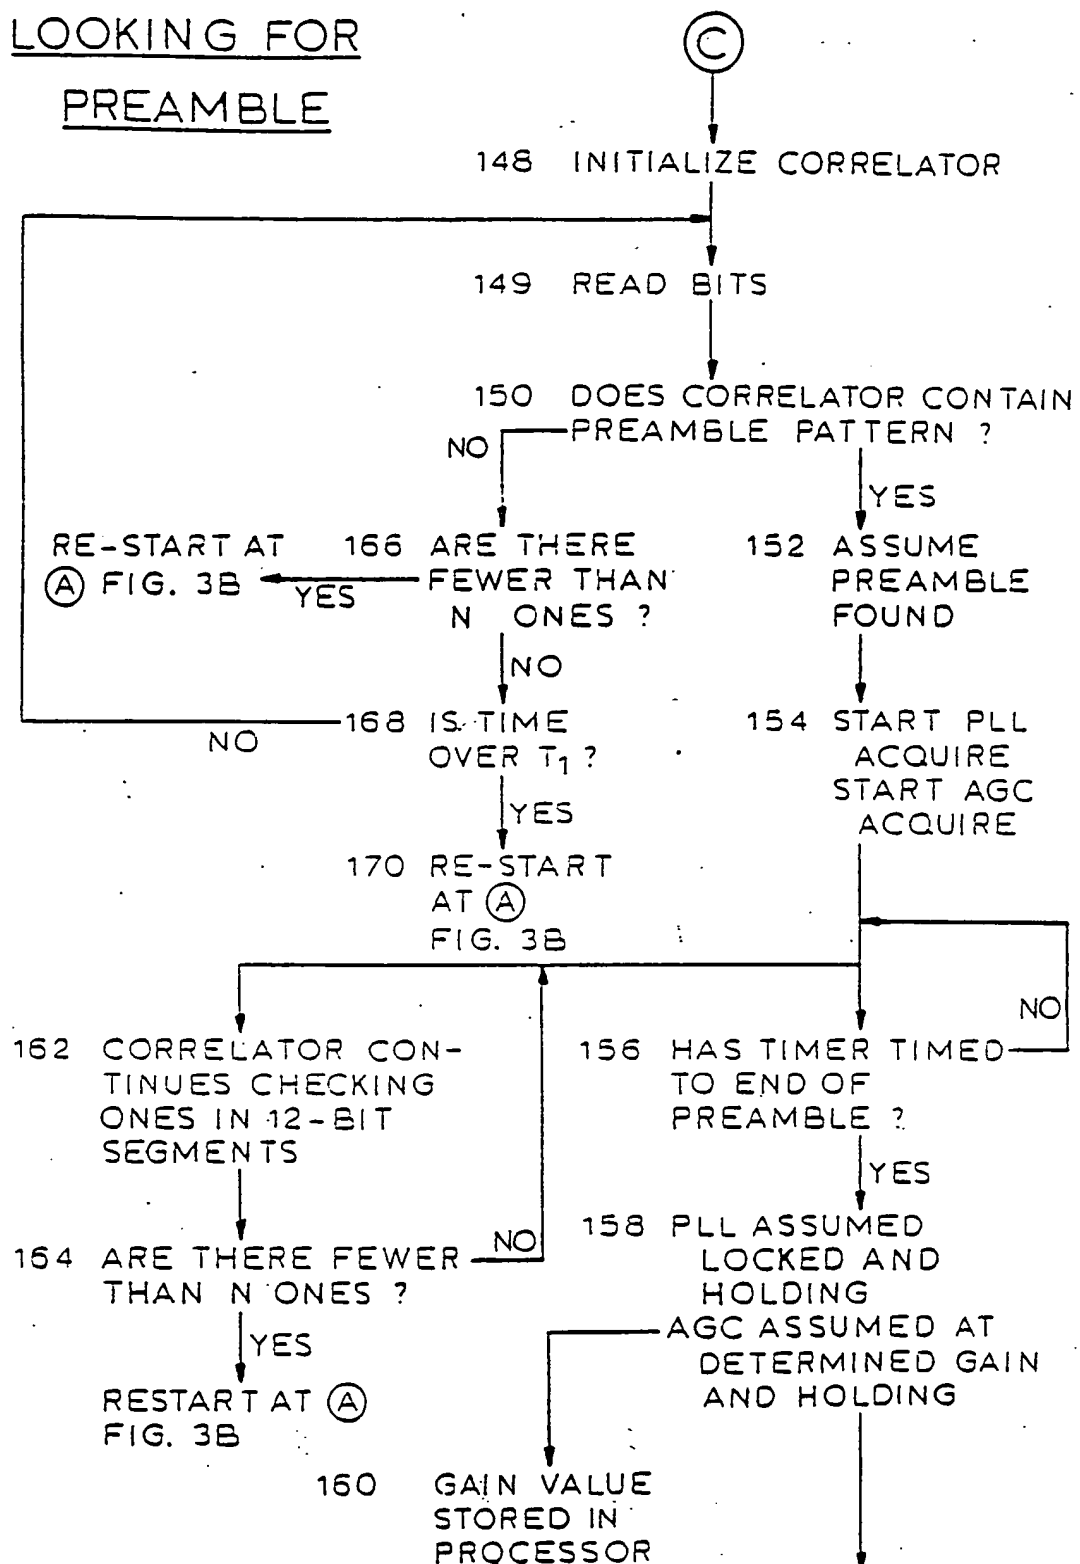 LOOKING FOR
PREAMBLE
C
148 INITIALIZE CORRELATOR
149 READ BITS
150 DOES CORRELATOR CONTAIN
PREAMBLE PATTERN ?
NO
YES
RE-START AT
A FIG. 3B
YES
166 ARE THERE
FEWER THAN
N ONES ?
NO
152 ASSUME
PREAMBLE
FOUND
168 IS TIME
OVER T1 ?
NO
YES
154 START PLL
ACQUIRE
START AGC
ACQUIRE
170 RE-START
AT A
FIG. 3B
162 CORRELATOR CON-
TINUES CHECKING
ONES IN 12-BIT
SEGMENTS
156 HAS TIMER TIMED
TO END OF
PREAMBLE ?
NO
YES
164 ARE THERE FEWER
THAN N ONES ?
NO
YES
RESTART AT A
FIG. 3B
158 PLL ASSUMED
LOCKED AND
HOLDING
AGC ASSUMED AT
DETERMINED GAIN
AND HOLDING
160 GAIN VALUE
STORED IN
PROCESSOR